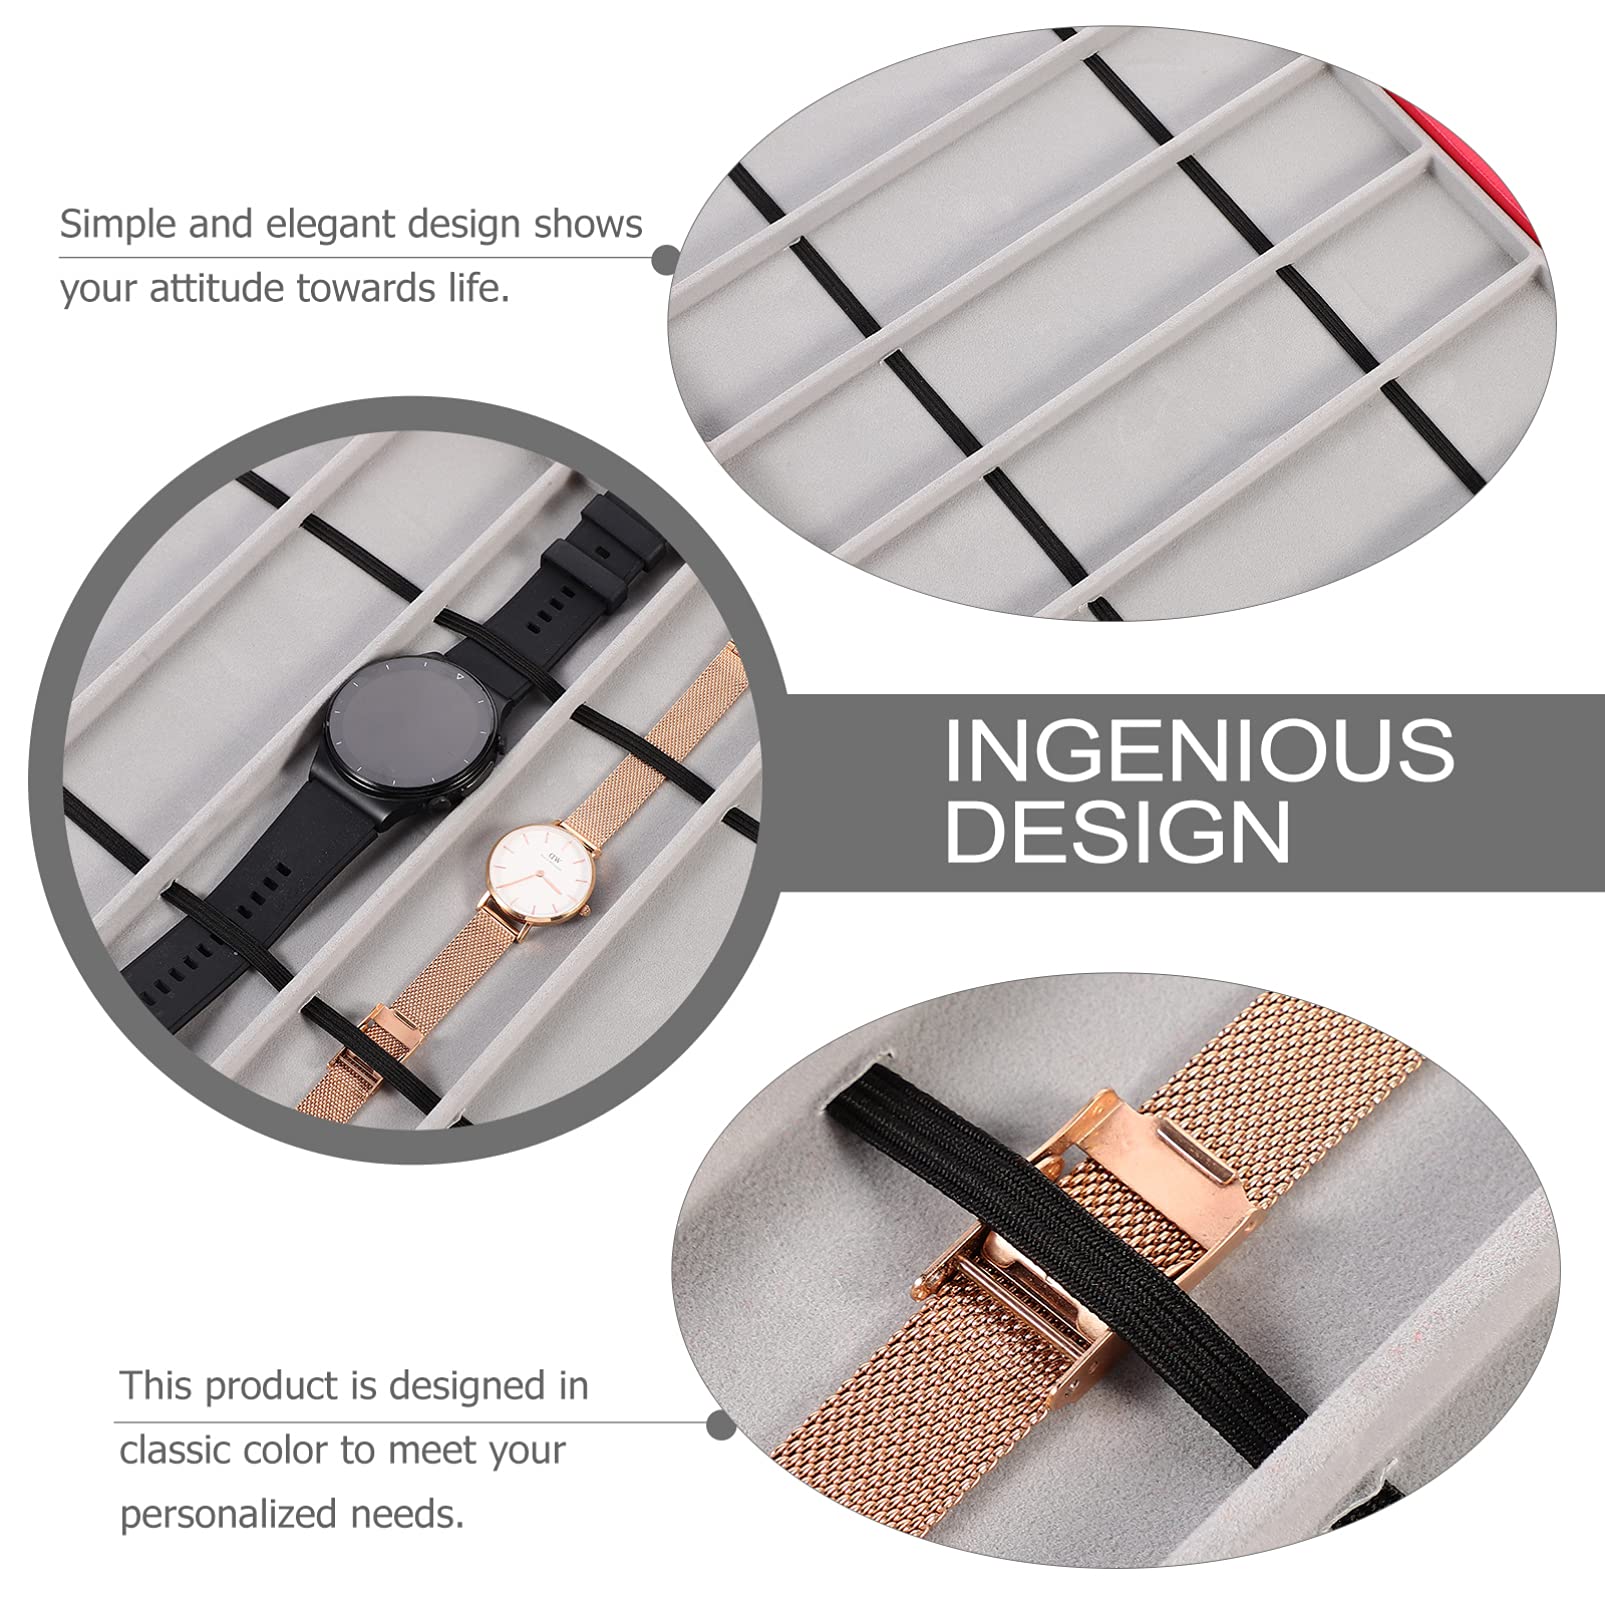 Simple and elegant design shows
your attitude towards life.
INGENIOUS
DESIGN
This product is designed in
classic color to meet your
personalized needs.